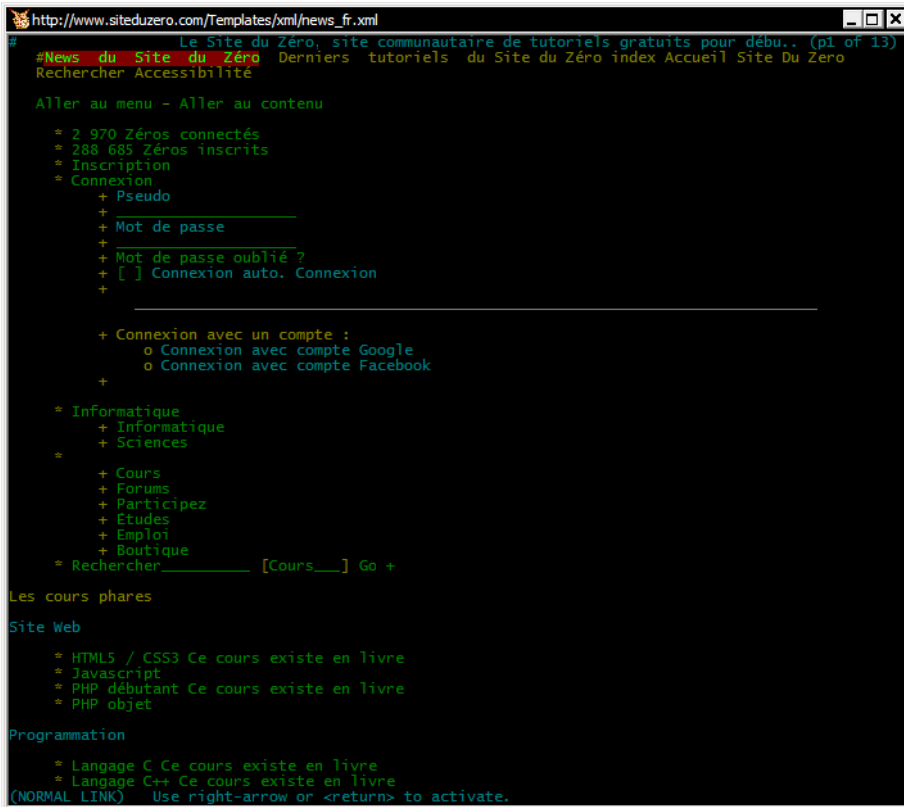 http://www.siteduzero.com/Templates/xml/news_fr.xml
# Le Site du Zéro, site communautaire de tutoriels gratuits pour débu.. (p1 of 13)
#News du Site du Zéro Derniers tutoriels du Site du Zéro index Accueil Site Du Zero
Rechercher Accessibilité
Aller au menu - Aller au contenu
* 2 970 Zéros connectés
* 288 685 Zéros inscrits
* Inscription
* Connexion
+ Pseudo
+ ____________________
+ Mot de passe
+ ____________________
+ Mot de passe oublié ?
+ [ ] Connexion auto. Connexion
+
+ Connexion avec un compte :
o Connexion avec compte Google
o Connexion avec compte Facebook
+
* Informatique
+ Informatique
+ Sciences
*
+ Cours
+ Forums
+ Participez
+ Études
+ Emploi
+ Boutique
* Rechercher__________ [Cours___] Go +
Les cours phares
Site Web
* HTML5 / CSS3 Ce cours existe en livre
* Javascript
* PHP débutant Ce cours existe en livre
* PHP objet
Programmation
* Langage C Ce cours existe en livre
* Langage C++ Ce cours existe en livre
(NORMAL LINK) Use right-arrow or <return> to activate.